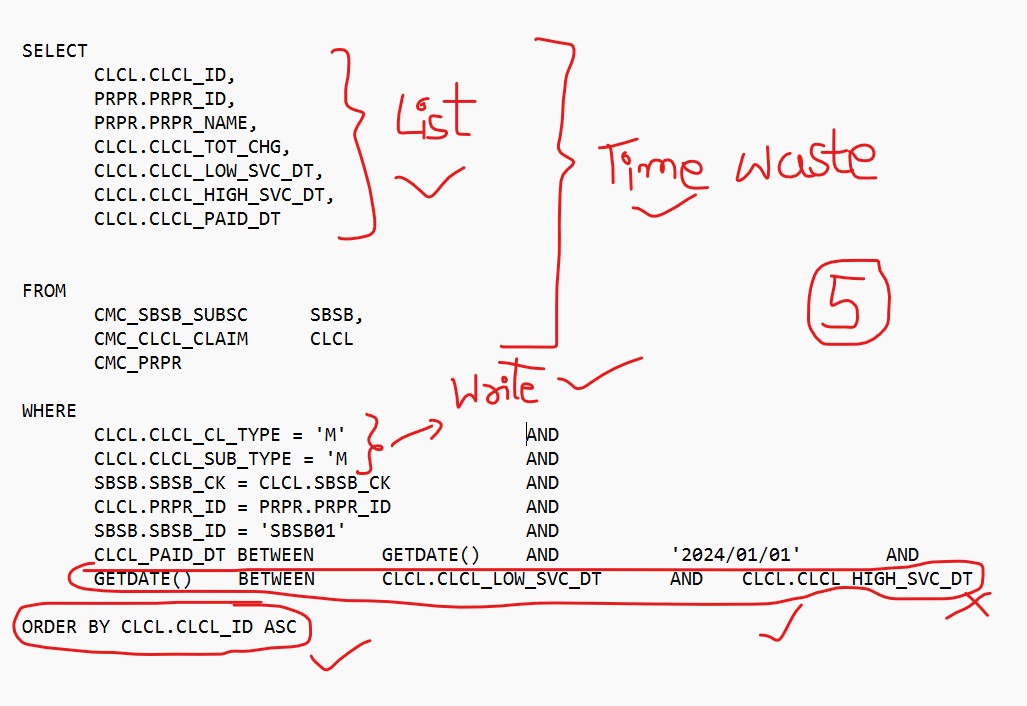 SELECT
CLCL.CLCL_ID,
PRPR.PRPR_ID,
PRPR.PRPR_NAME,
CLCL.CLCL_TOT_CHG,
CLCL.CLCL_LOW_SVC_DT,
CLCL.CLCL_HIGH_SVC_DT,
CLCL.CLCL_PAID_DT
List
Time waste
5
FROM
CMC_SBSB_SUBSC SBSB,
CMC_CLCL_CLAIM CLCL
CMC_PRPR
Write
WHERE
CLCL.CLCL_CL_TYPE = 'M' AND
CLCL.CLCL_SUB_TYPE = 'M AND
SBSB.SBSB_CK = CLCL.SBSB_CK AND
CLCL.PRPR_ID = PRPR.PRPR_ID AND
SBSB.SBSB_ID = 'SBSB01' AND
CLCL_PAID_DT BETWEEN GETDATE() AND '2024/01/01' AND
GETDATE() BETWEEN CLCL.CLCL_LOW_SVC_DT AND CLCL.CLCL_HIGH_SVC_DT
ORDER BY CLCL.CLCL_ID ASC